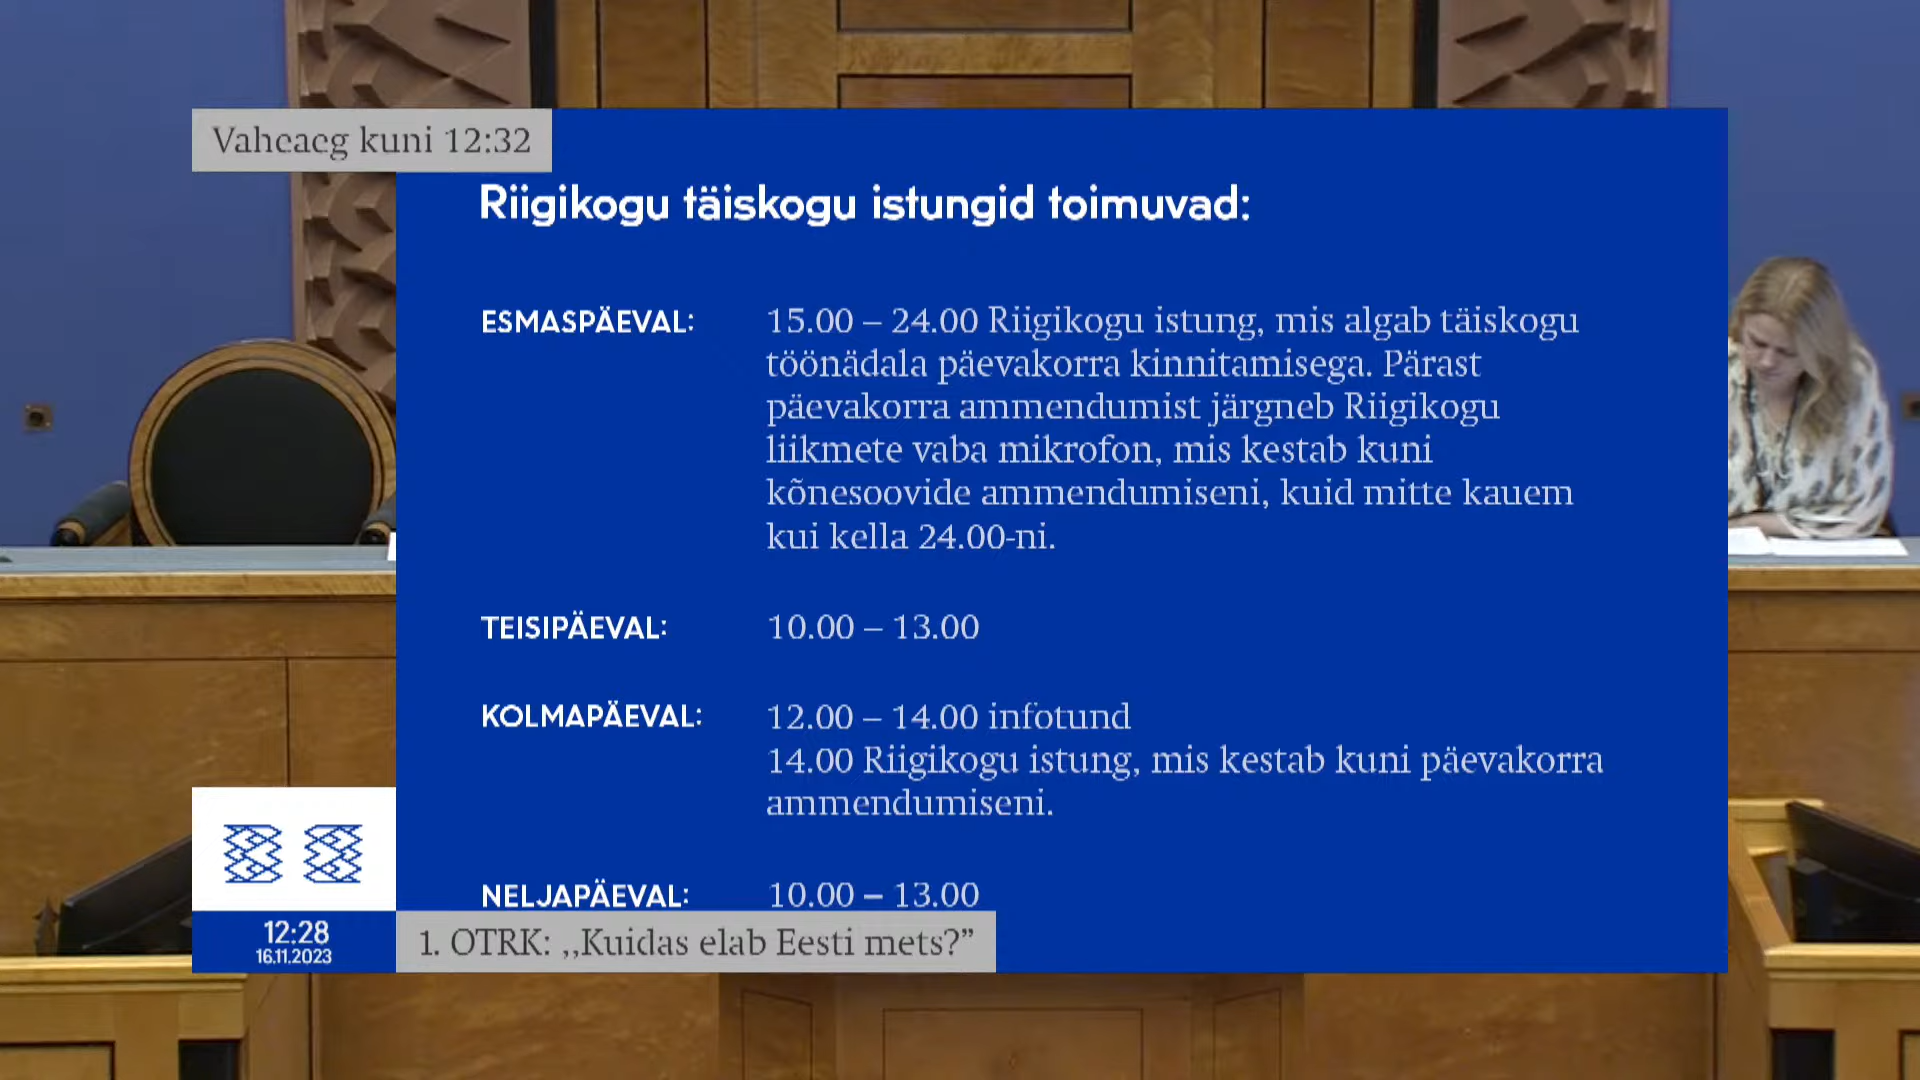 Vaheaeg kuni 12:32
Riigikogu täiskogu istungid toimuvad:
ESMASPÄEVAL: 15.00 – 24.00 Riigikogu istung, mis algab täiskogu
töönädala päevakorra kinnitamisega. Pärast
päevakorra ammendumist järgneb Riigikogu
liikmete vaba mikrofon, mis kestab kuni
kõnesoovide ammendumiseni, kuid mitte kauem
kui kella 24.00-ni.
TEISIPÄEVAL: 10.00 – 13.00
KOLMAPÄEVAL: 12.00 – 14.00 infotund
14.00 Riigikogu istung, mis kestab kuni päevakorra
ammendumiseni.
NELJAPÄEVAL: 10.00 – 13.00
12:28
16.11.2023
1. OTRK: ,,Kuidas elab Eesti mets?”